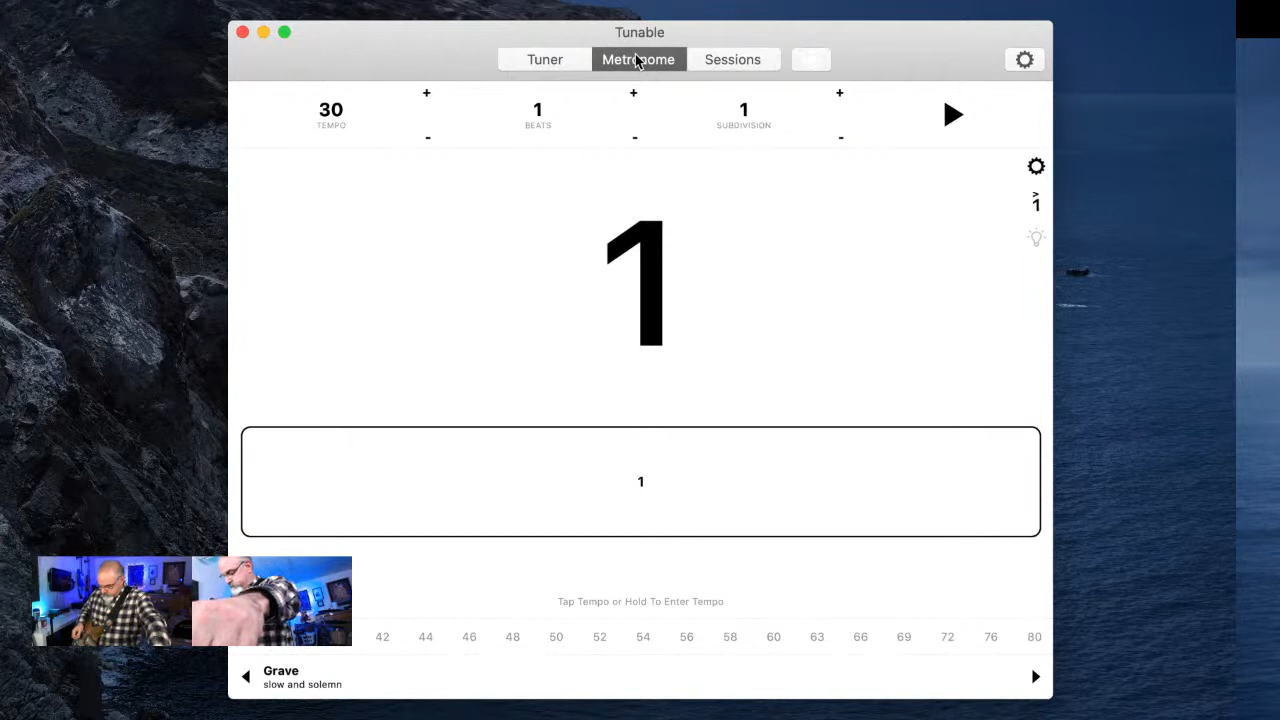 Tunable
Tuner Metronome Sessions
30 + 1 + 1 +
TEMPO BEATS SUBDIVISION
- - -
>
1
1
1
Tap Tempo or Hold To Enter Tempo
42 44 46 48 50 52 54 56 58 60 63 66 69 72 76 80
Grave
slow and solemn